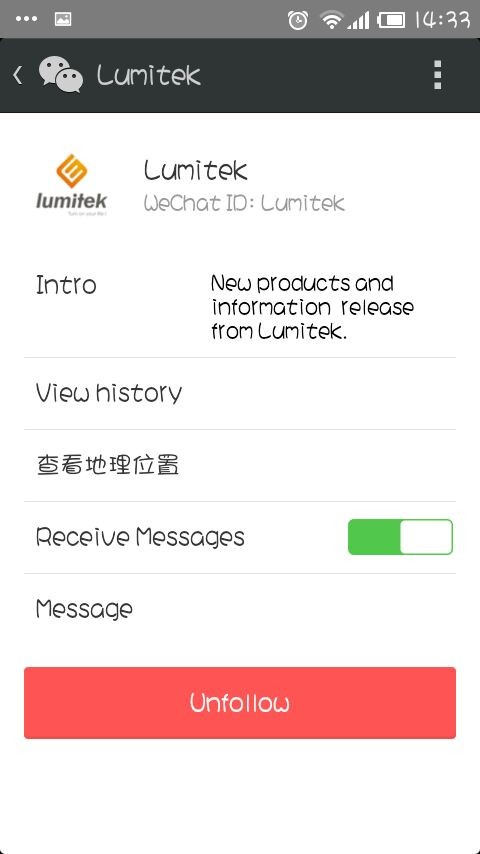 14:33
Lumitek
lumitek
Turn on your life!
Lumitek
WeChat ID: Lumitek
Intro
New products and
information release
from Lumitek.
View history
查看地理位置
Receive Messages
Message
Unfollow